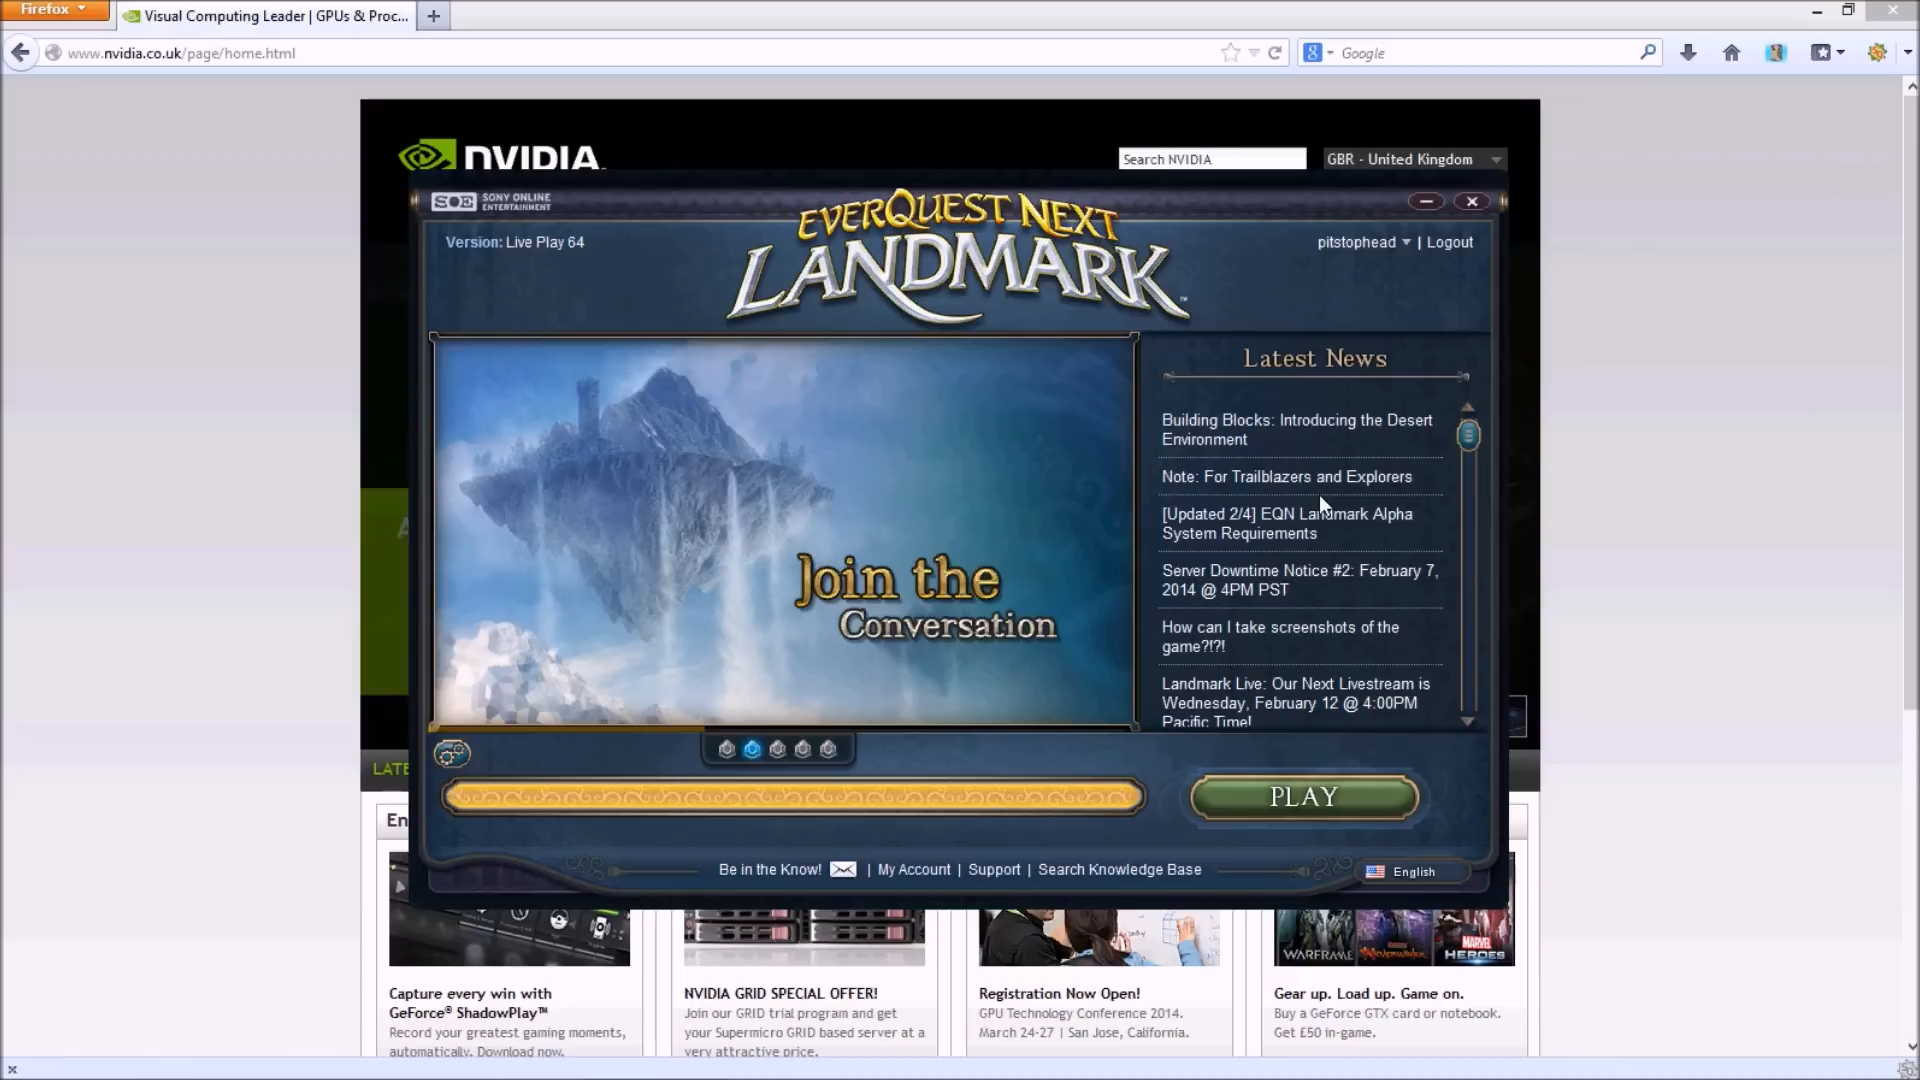 Firefox
Visual Computing Leader | GPUs & Proc...
www.nvidia.co.uk/page/home.html
Google
NVIDIA
Search NVIDIA
GBR - United Kingdom
SOE SONY ONLINE ENTERTAINMENT
EVERQUEST NEXT
LANDMARK
Version: Live Play 64
pitstophead | Logout
Latest News
Building Blocks: Introducing the Desert
Environment
Note: For Trailblazers and Explorers
[Updated 2/4] EQN Landmark Alpha
System Requirements
Server Downtime Notice #2: February 7,
2014 @ 4PM PST
How can I take screenshots of the
game?!?!
Landmark Live: Our Next Livestream is
Wednesday, February 12 @ 4:00PM
Pacific Time!
Join the
Conversation
LATE
PLAY
En
Be in the Know! | My Account | Support | Search Knowledge Base
English
WARFRAME
MARVEL
HEROES
Capture every win with
GeForce® ShadowPlay™
Record your greatest gaming moments,
automatically. Download now.
NVIDIA GRID SPECIAL OFFER!
Join our GRID trial program and get
your Supermicro GRID based server at a
very attractive price.
Registration Now Open!
GPU Technology Conference 2014.
March 24-27 | San Jose, California.
Gear up. Load up. Game on.
Buy a GeForce GTX card or notebook.
Get £50 in-game.